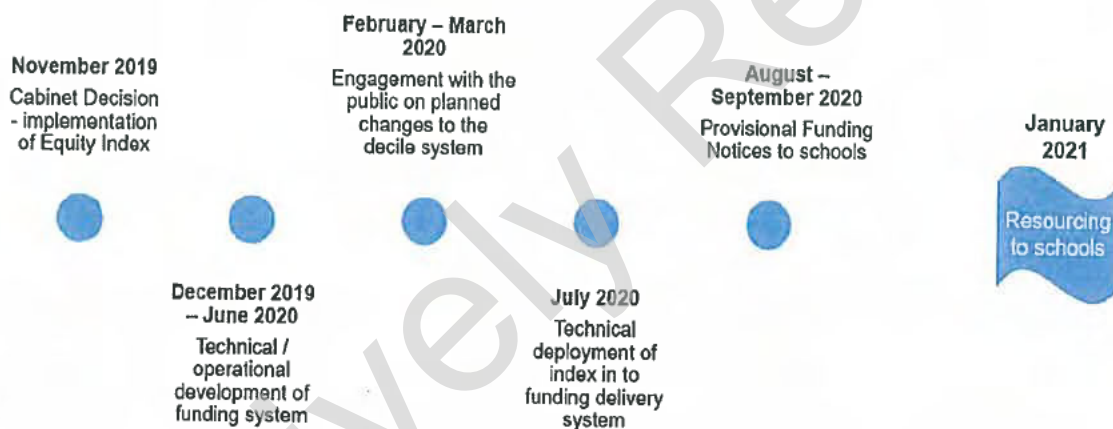 November 2019
Cabinet Decision
- implementation
of Equity Index
December 2019
– June 2020
Technical /
operational
development of
funding system
February – March
2020
Engagement with the
public on planned
changes to the
decile system
July 2020
Technical
deployment of
index in to
funding delivery
system
August –
September 2020
Provisional Funding
Notices to schools
January
2021
Resourcing
to schools
ively Re